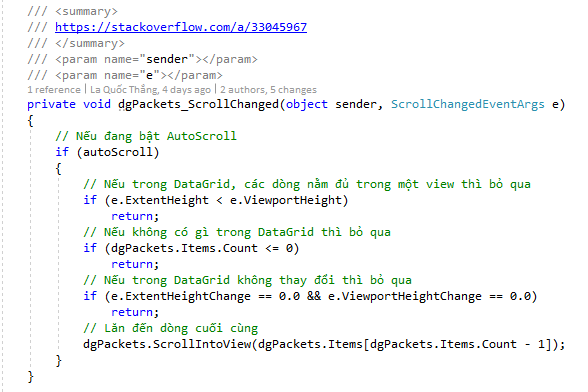 /// <summary>
/// https://stackoverflow.com/a/33045967
/// </summary>
/// <param name="sender"></param>
/// <param name="e"></param>
1 reference | La Quốc Thắng, 4 days ago | 2 authors, 5 changes
private void dgPackets_ScrollChanged(object sender, ScrollChangedEventArgs e)
{
// Nếu đang bật AutoScroll
if (autoScroll)
{
// Nếu trong DataGrid, các dòng nằm đủ trong một view thì bỏ qua
if (e.ExtentHeight < e.ViewportHeight)
return;
// Nếu không có gì trong DataGrid thì bỏ qua
if (dgPackets.Items.Count <= 0)
return;
// Nếu trong DataGrid không thay đổi thì bỏ qua
if (e.ExtentHeightChange == 0.0 && e.ViewportHeightChange == 0.0)
return;
// Lăn đến dòng cuối cùng
dgPackets.ScrollIntoView(dgPackets.Items[dgPackets.Items.Count - 1]);
}
}